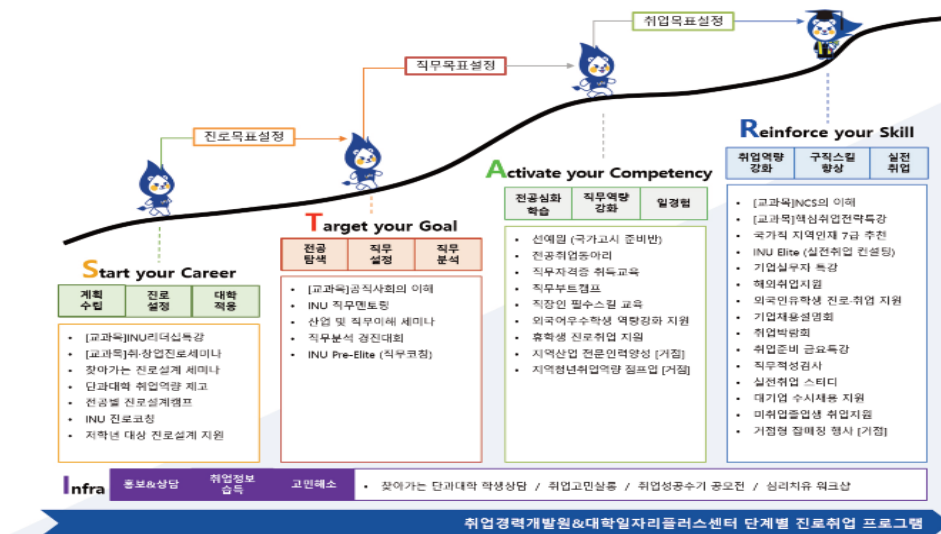 취업목표설정
직무목표설정
진로목표설정
Start your Career
계획
수립
진로
설정
대학
적응
• [교과목]INU리더십특강
• [교과목]취·창업진로세미나
• 찾아가는 진로설계 세미나
• 단과대학 취업역량 제고
• 전공별 진로설계캠프
• INU 진로코칭
• 저학년 대상 진로설계 지원
Target your Goal
전공
탐색
직무
설정
직무
분석
• [교과목]공직사회의 이해
• INU 직무멘토링
• 산업 및 직무이해 세미나
• 직무분석 경진대회
• INU Pre-Elite (직무코칭)
Activate your Competency
전공심화
학습
직무역량
강화
일경험
• 선예원 (국가고시 준비반)
• 전공취업동아리
• 직무자격증 취득교육
• 직무부트캠프
• 직장인 필수스킬 교육
• 외국어우수학생 역량강화 지원
• 휴학생 진로취업 지원
• 지역산업 전문인력양성 [거점]
• 지역청년취업역량 점프업 [거점]
Reinforce your Skill
취업역량
강화
구직스킬
향상
실전
취업
• [교과목]NCS의 이해
• [교과목]핵심취업전략특강
• 국가직 지역인재 7급 추천
• INU Elite (실전취업 컨설팅)
• 기업실무자 특강
• 해외취업지원
• 외국인유학생 진로·취업 지원
• 기업채용설명회
• 취업박람회
• 취업준비 금요특강
• 직무적성검사
• 실전취업 스터디
• 대기업 수시채용 지원
• 미취업졸업생 취업지원
• 거점형 잡매칭 행사 [거점]
Infra
홍보&상담
취업정보
습득
고민해소
• 찾아가는 단과대학 학생상담 / 취업고민살롱 / 취업성공수기 공모전 / 심리치유 워크샵
취업경력개발원&대학일자리플러스센터 단계별 진로취업 프로그램